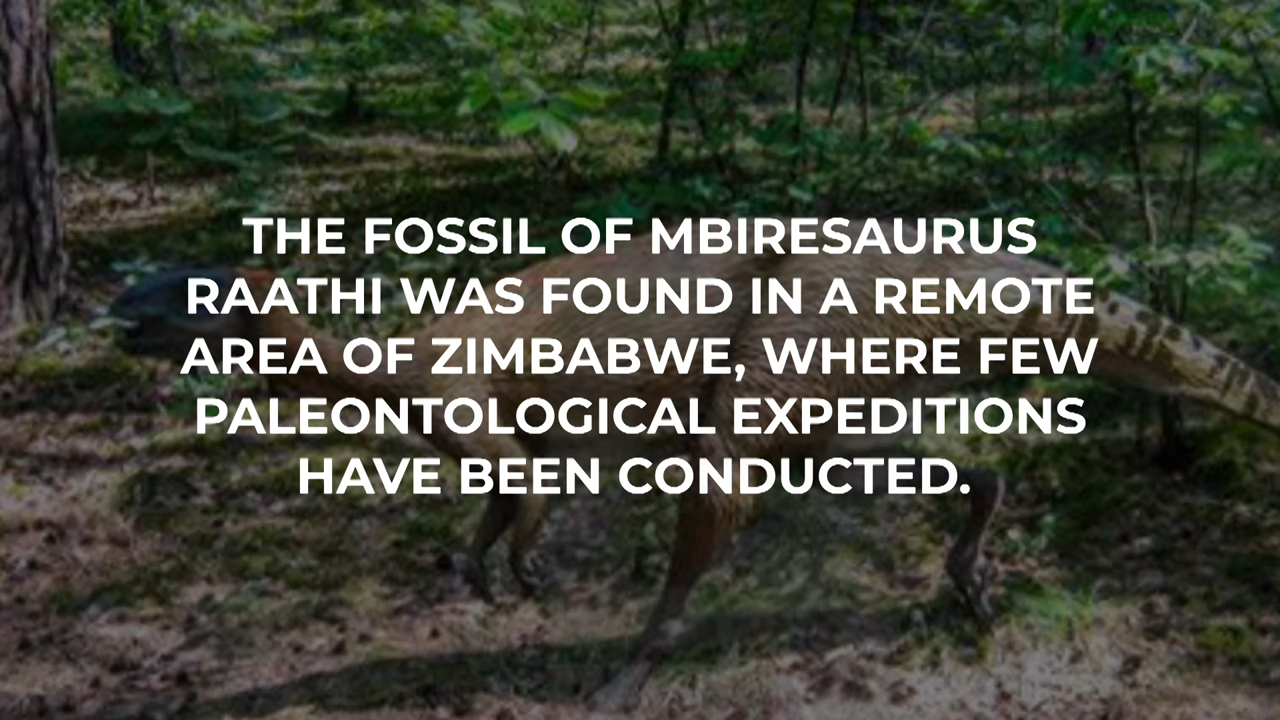 THE FOSSIL OF MBIRESAURUS
RAATHI WAS FOUND IN A REMOTE
AREA OF ZIMBABWE, WHERE FEW
PALEONTOLOGICAL EXPEDITIONS
HAVE BEEN CONDUCTED.